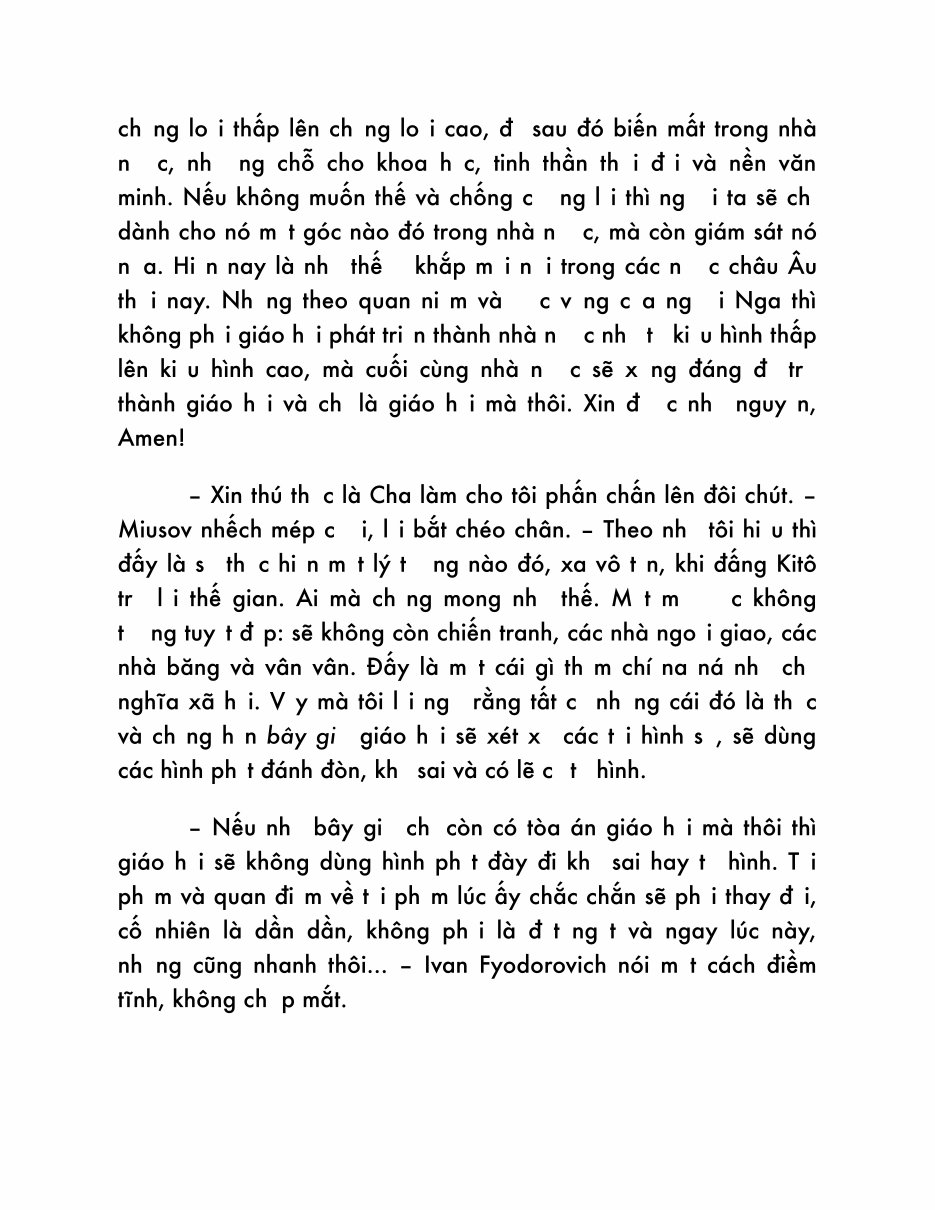 ch ng lo i thấp lên ch ng lo i cao, đ sau đó biến mất trong nhà
n c, nh ng chỗ cho khoa h c, tinh thần th i đ i và nền văn
minh. Nếu không muốn thế và chống c ng l i thì ng i ta sẽ ch
dành cho nó m t góc nào đó trong nhà n c, mà còn giám sát nó
n a. Hi n nay là nh thế khắp m i n i trong các n c châu Âu
th i nay. Nh ng theo quan ni m và c v ng c a ng i Nga thì
không ph i giáo h i phát tri n thành nhà n c nh t ki u hình thấp
lên ki u hình cao, mà cuối cùng nhà n c sẽ x ng đáng đ tr
thành giáo h i và ch là giáo h i mà thôi. Xin đ c nh nguy n,
Amen!
– Xin thú th c là Cha làm cho tôi phấn chấn lên đôi chút. –
Miusov nhếch mép c i, l i bắt chéo chân. – Theo nh tôi hi u thì
đấy là s th c hi n m t lý t ng nào đó, xa vô t n, khi đấng Kitô
tr l i thế gian. Ai mà ch ng mong nh thế. M t m c không
t ng tuy t đ p: sẽ không còn chiến tranh, các nhà ngo i giao, các
nhà băng và vân vân. Đấy là m t cái gì th m chí na ná nh ch
nghĩa xã h i. V y mà tôi l i ng rằng tất c nh ng cái đó là th c
và ch ng h n bây gi giáo h i sẽ xét x các t i hình s , sẽ dùng
các hình ph t đánh đòn, kh sai và có lẽ c t hình.
– Nếu nh bây gi ch còn có tòa án giáo h i mà thôi thì
giáo h i sẽ không dùng hình ph t đày đi kh sai hay t hình. T i
ph m và quan đi m về t i ph m lúc ấy chắc chắn sẽ ph i thay đ i,
cố nhiên là dần dần, không ph i là đ t ng t và ngay lúc này,
nh ng cũng nhanh thôi... – Ivan Fyodorovich nói m t cách điềm
tĩnh, không ch p mắt.